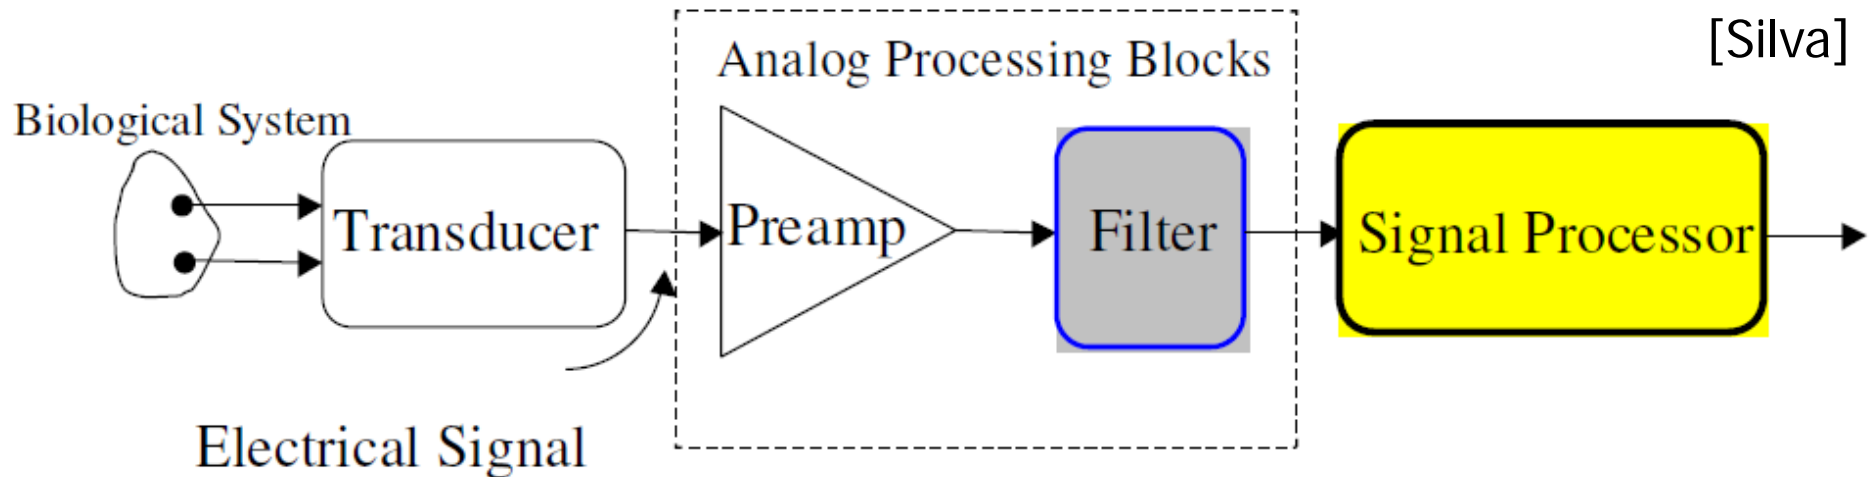 [Silva]
Analog Processing Blocks
Biological System
Transducer
Preamp
Filter
Signal Processor
Electrical Signal